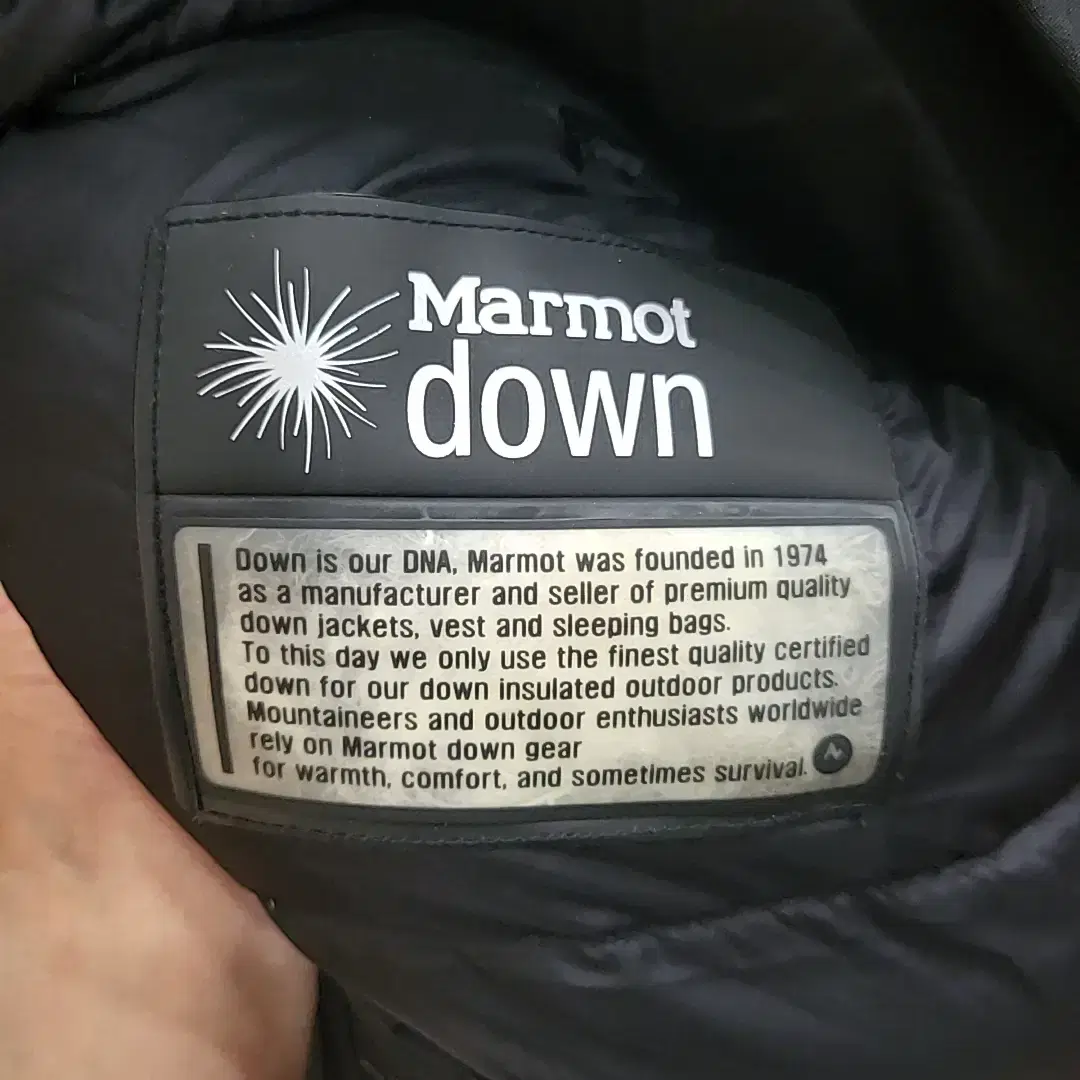 Marmot
down
Down is our DNA, Marmot was founded in 1974
as a manufacturer and seller of premium quality
down jackets, vest and sleeping bags.
To this day we only use the finest quality certified
down for our down insulated outdoor products.
Mountaineers and outdoor enthusiasts worldwide
rely on Marmot down gear
for warmth, comfort, and sometimes survival.